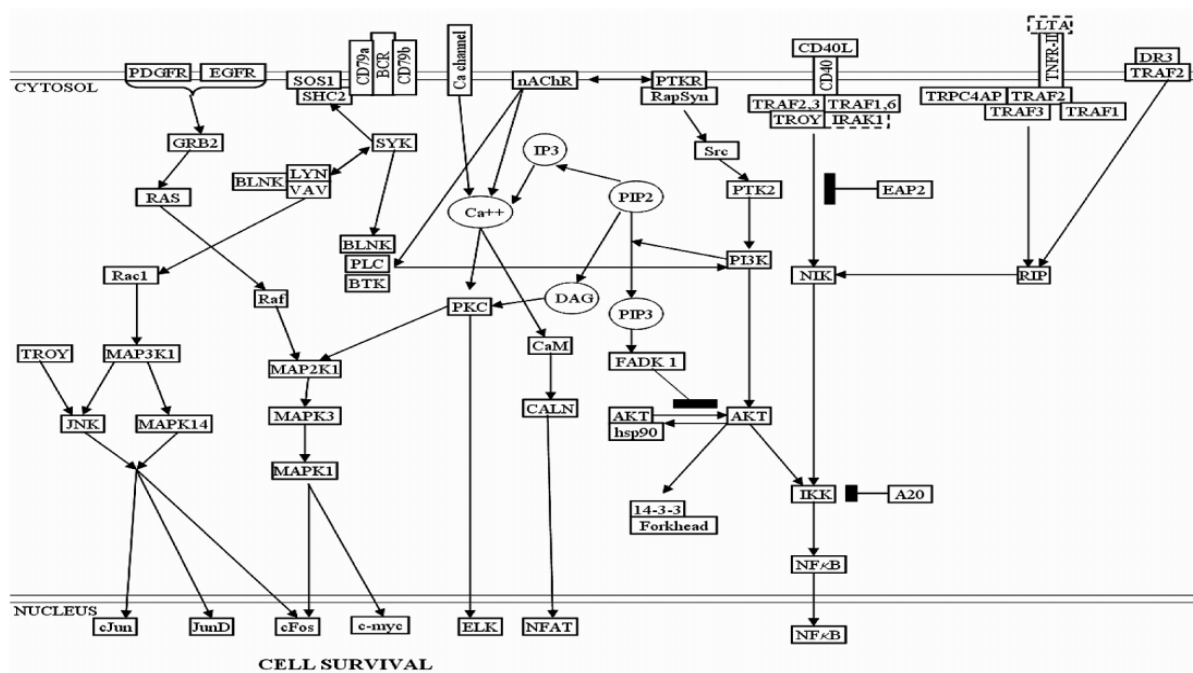 LTA
TNFR-II
CD40L
CD40
DR3
TRAF2
PDGFR
EGFR
SOS1
SHC2
CD79a
BCR
CD79b
Ca channel
nAChR
PTKR
RapSyn
CYTOSOL
TRAF2,3
TRAF1,6
TROY
IRAK1
TRPC4AP
TRAF2
TRAF3
TRAF1
GRB2
SYK
IP3
Src
BLNK
LYN
VAV
RAS
PIP2
PTK2
EAP2
Ca++
BLNK
PLC
BTK
PI3K
NIK
RIP
Rac1
Raf
PKC
DAG
PIP3
TROY
MAP3K1
MAP2K1
CaM
FADK 1
JNK
MAPK14
MAPK3
CALN
AKT
hsp90
AKT
MAPK1
14-3-3
Forkhead
IKK
A20
NFκB
NUCLEUS
cJun
JunD
cFos
c-myc
ELK
NFAT
NFκB
CELL SURVIVAL